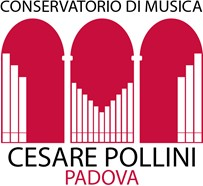 CONSERVATORIO DI MUSICA
CESARE POLLINI
PADOVA